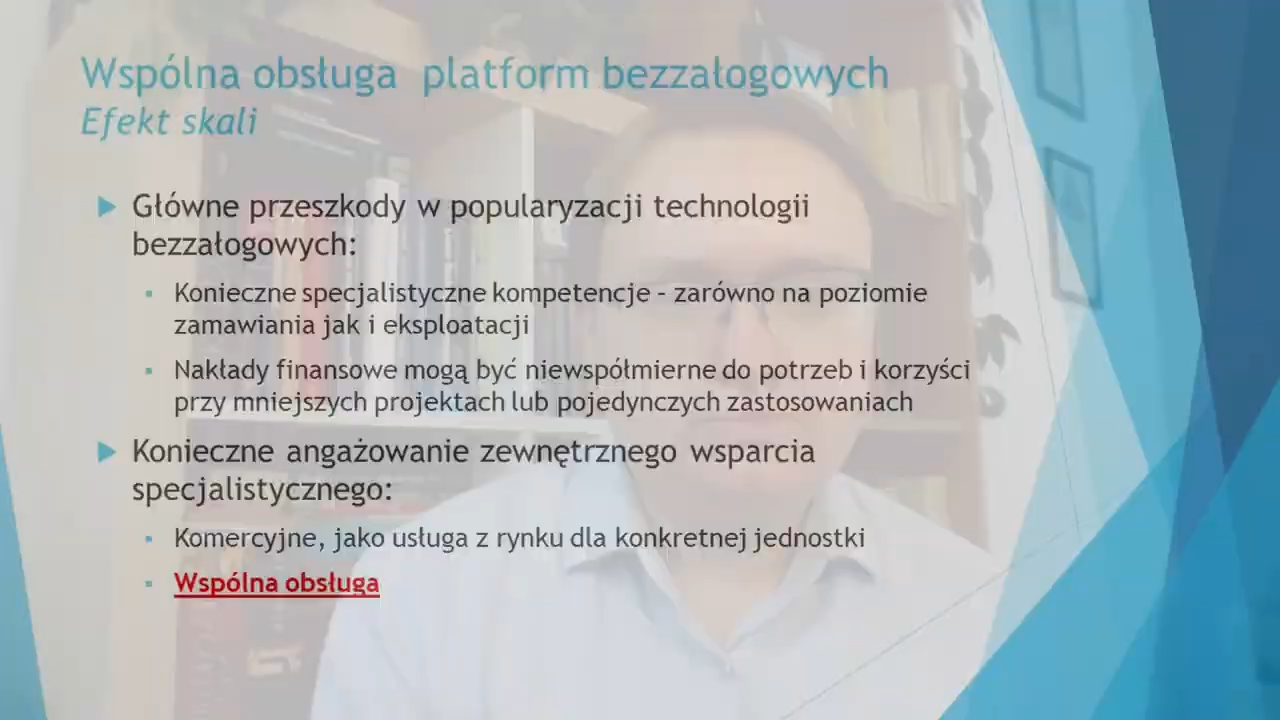 Wspólna obsługa platform bezzałogowych
Efekt skali
Główne przeszkody w popularyzacji technologii
bezzałogowych:
Konieczne specjalistyczne kompetencje – zarówno na poziomie
zamawiania jak i eksploatacji
Nakłady finansowe mogą być niewspółmierne do potrzeb i korzyści
przy mniejszych projektach lub pojedynczych zastosowaniach
Konieczne angażowanie zewnętrznego wsparcia
specjalistycznego:
Komercyjne, jako usługa z rynku dla konkretnej jednostki
Wspólna obsługa